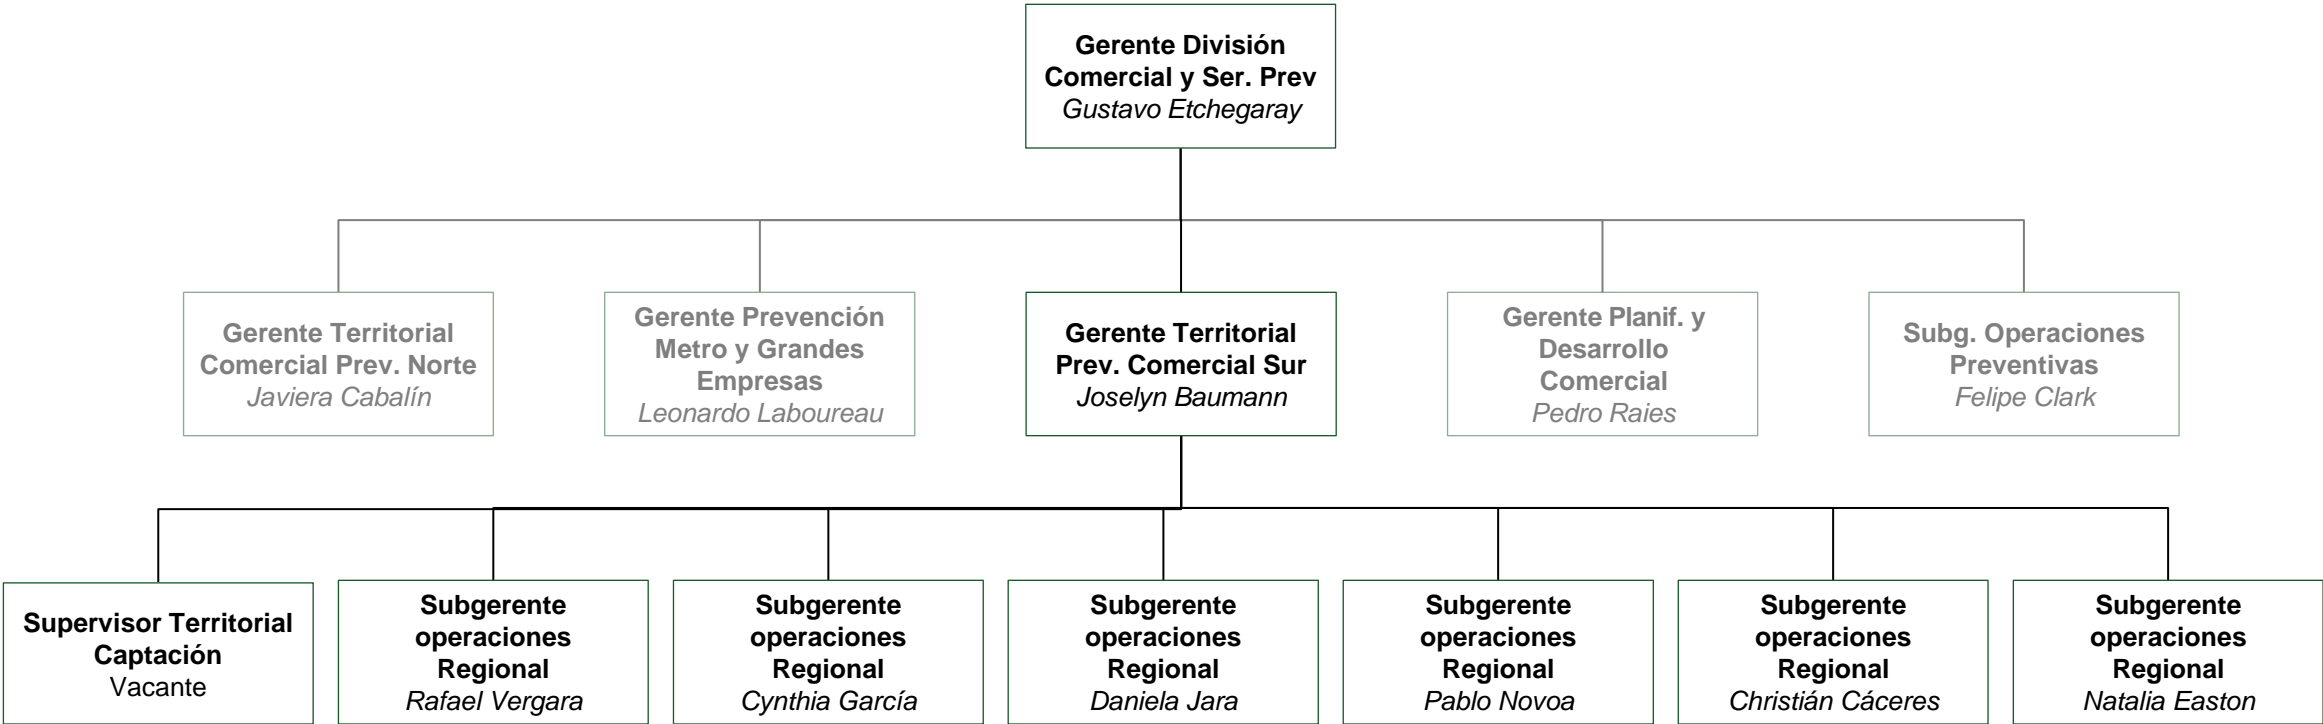 Gerente División
Comercial y Ser. Prev
Gustavo Etchegaray
Gerente Territorial
Comercial Prev. Norte
Javiera Cabalín
Gerente Prevención
Metro y Grandes
Empresas
Leonardo Laboureau
Gerente Territorial
Prev. Comercial Sur
Joselyn Baumann
Gerente Planif. y
Desarrollo
Comercial
Pedro Raies
Subg. Operaciones
Preventivas
Felipe Clark
Supervisor Territorial
Captación
Vacante
Subgerente
operaciones
Regional
Rafael Vergara
Subgerente
operaciones
Regional
Cynthia García
Subgerente
operaciones
Regional
Daniela Jara
Subgerente
operaciones
Regional
Pablo Novoa
Subgerente
operaciones
Regional
Christián Cáceres
Subgerente
operaciones
Regional
Natalia Easton